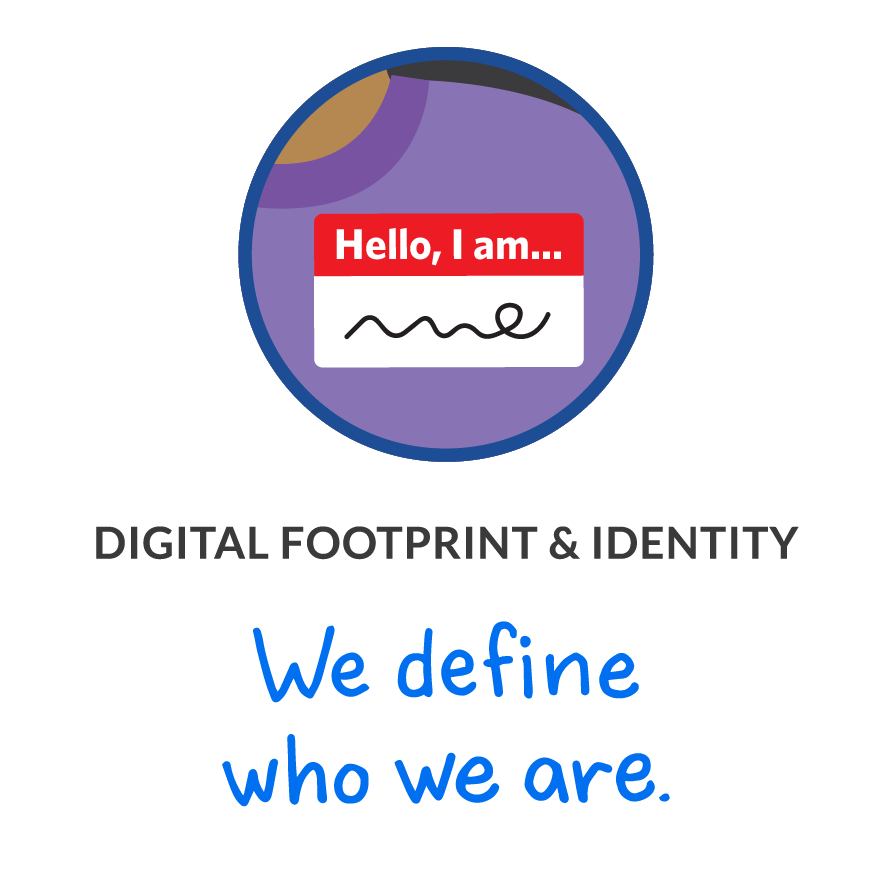 Hello, I am...
me
DIGITAL FOOTPRINT & IDENTITY
We define
who we are.